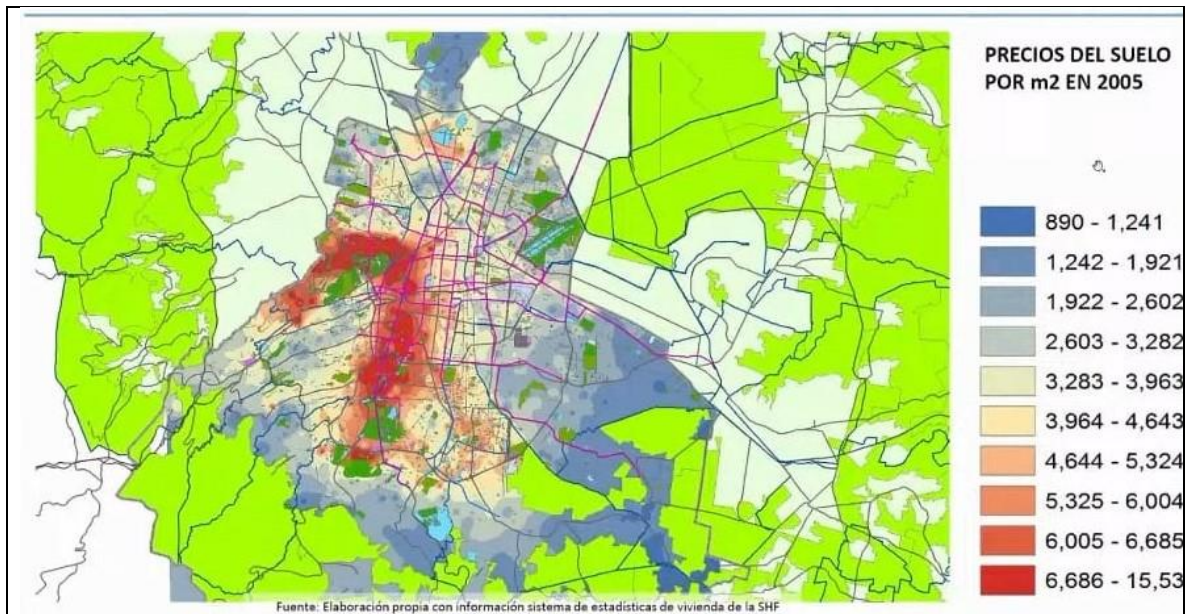 PRECIOS DEL SUELO
POR m2 EN 2005
890 - 1,241
1,242 - 1,921
1,922 - 2,602
2,603 - 3,282
3,283 - 3,963
3,964 - 4,643
4,644 - 5,324
5,325 - 6,004
6,005 - 6,685
6,686 - 15,53
Fuente: Elaboración propia con información sistema de estadísticas de vivienda de la SHF